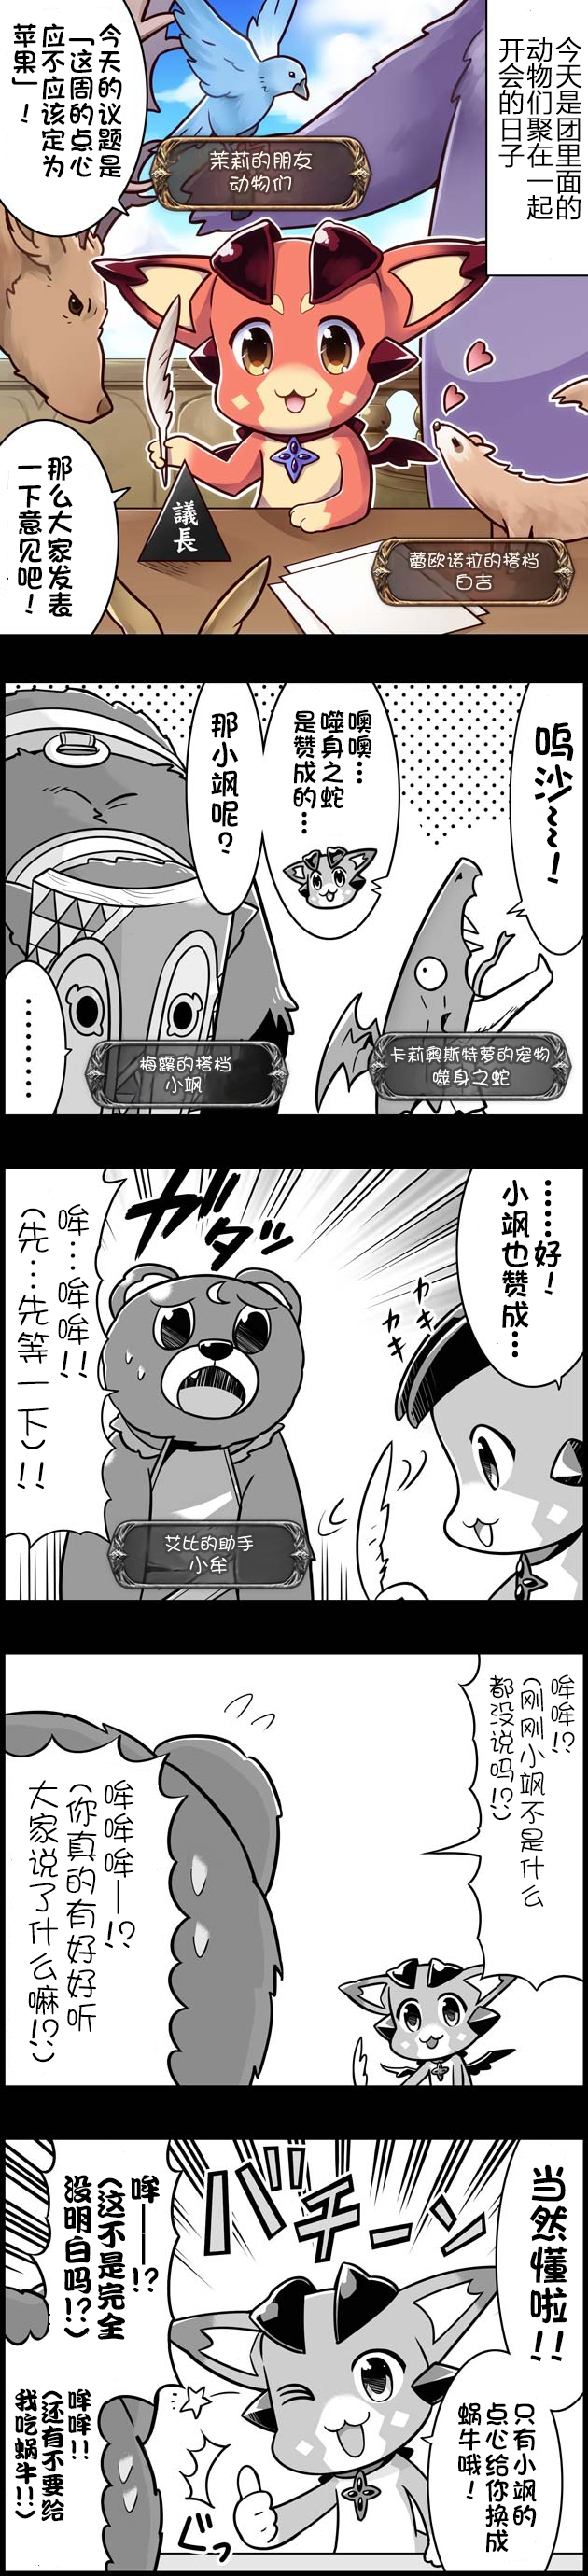 今天是团里面的
动物们聚在一起
开会的日子
今天的议题是
「这周的点心
应不应该定为
苹果」！
茉莉的朋友
动物们
那么大家发表
一下意见吧！
議長
蕾欧诺拉的搭档
白吉
呜沙～～！
噢噢…
噬身之蛇
是赞成的…
那小飒呢？
………
卡莉奥斯特萝的宠物
噬身之蛇
梅露的搭档
小飒
……好！
小飒也赞成…
かき
かき
ガタッ
哞…哞哞!!
(先…先等一下)!!
艾比的助手
小牟
哞哞!?
(刚刚小飒不是什么
都没说吗!?)
哞哞哞—!?
(你真的有好好听
大家说了什么嘛!?)
当然懂啦!!
バチーン
哞——!?
(这不是完全
没明白吗!?)
只有小飒的
点心给你换成
蜗牛哦！
ぐっ
哞哞!!
(还有不要给
我吃蜗牛!!)